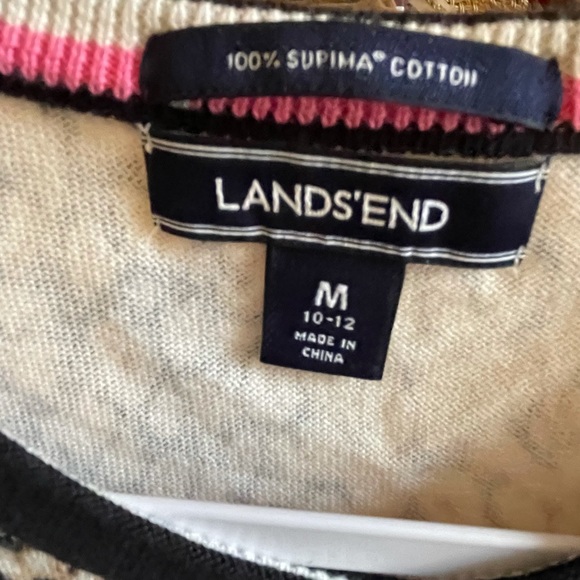 100% SUPIMA® COTTON
LANDS'END
M
10-12
MADE IN
CHINA